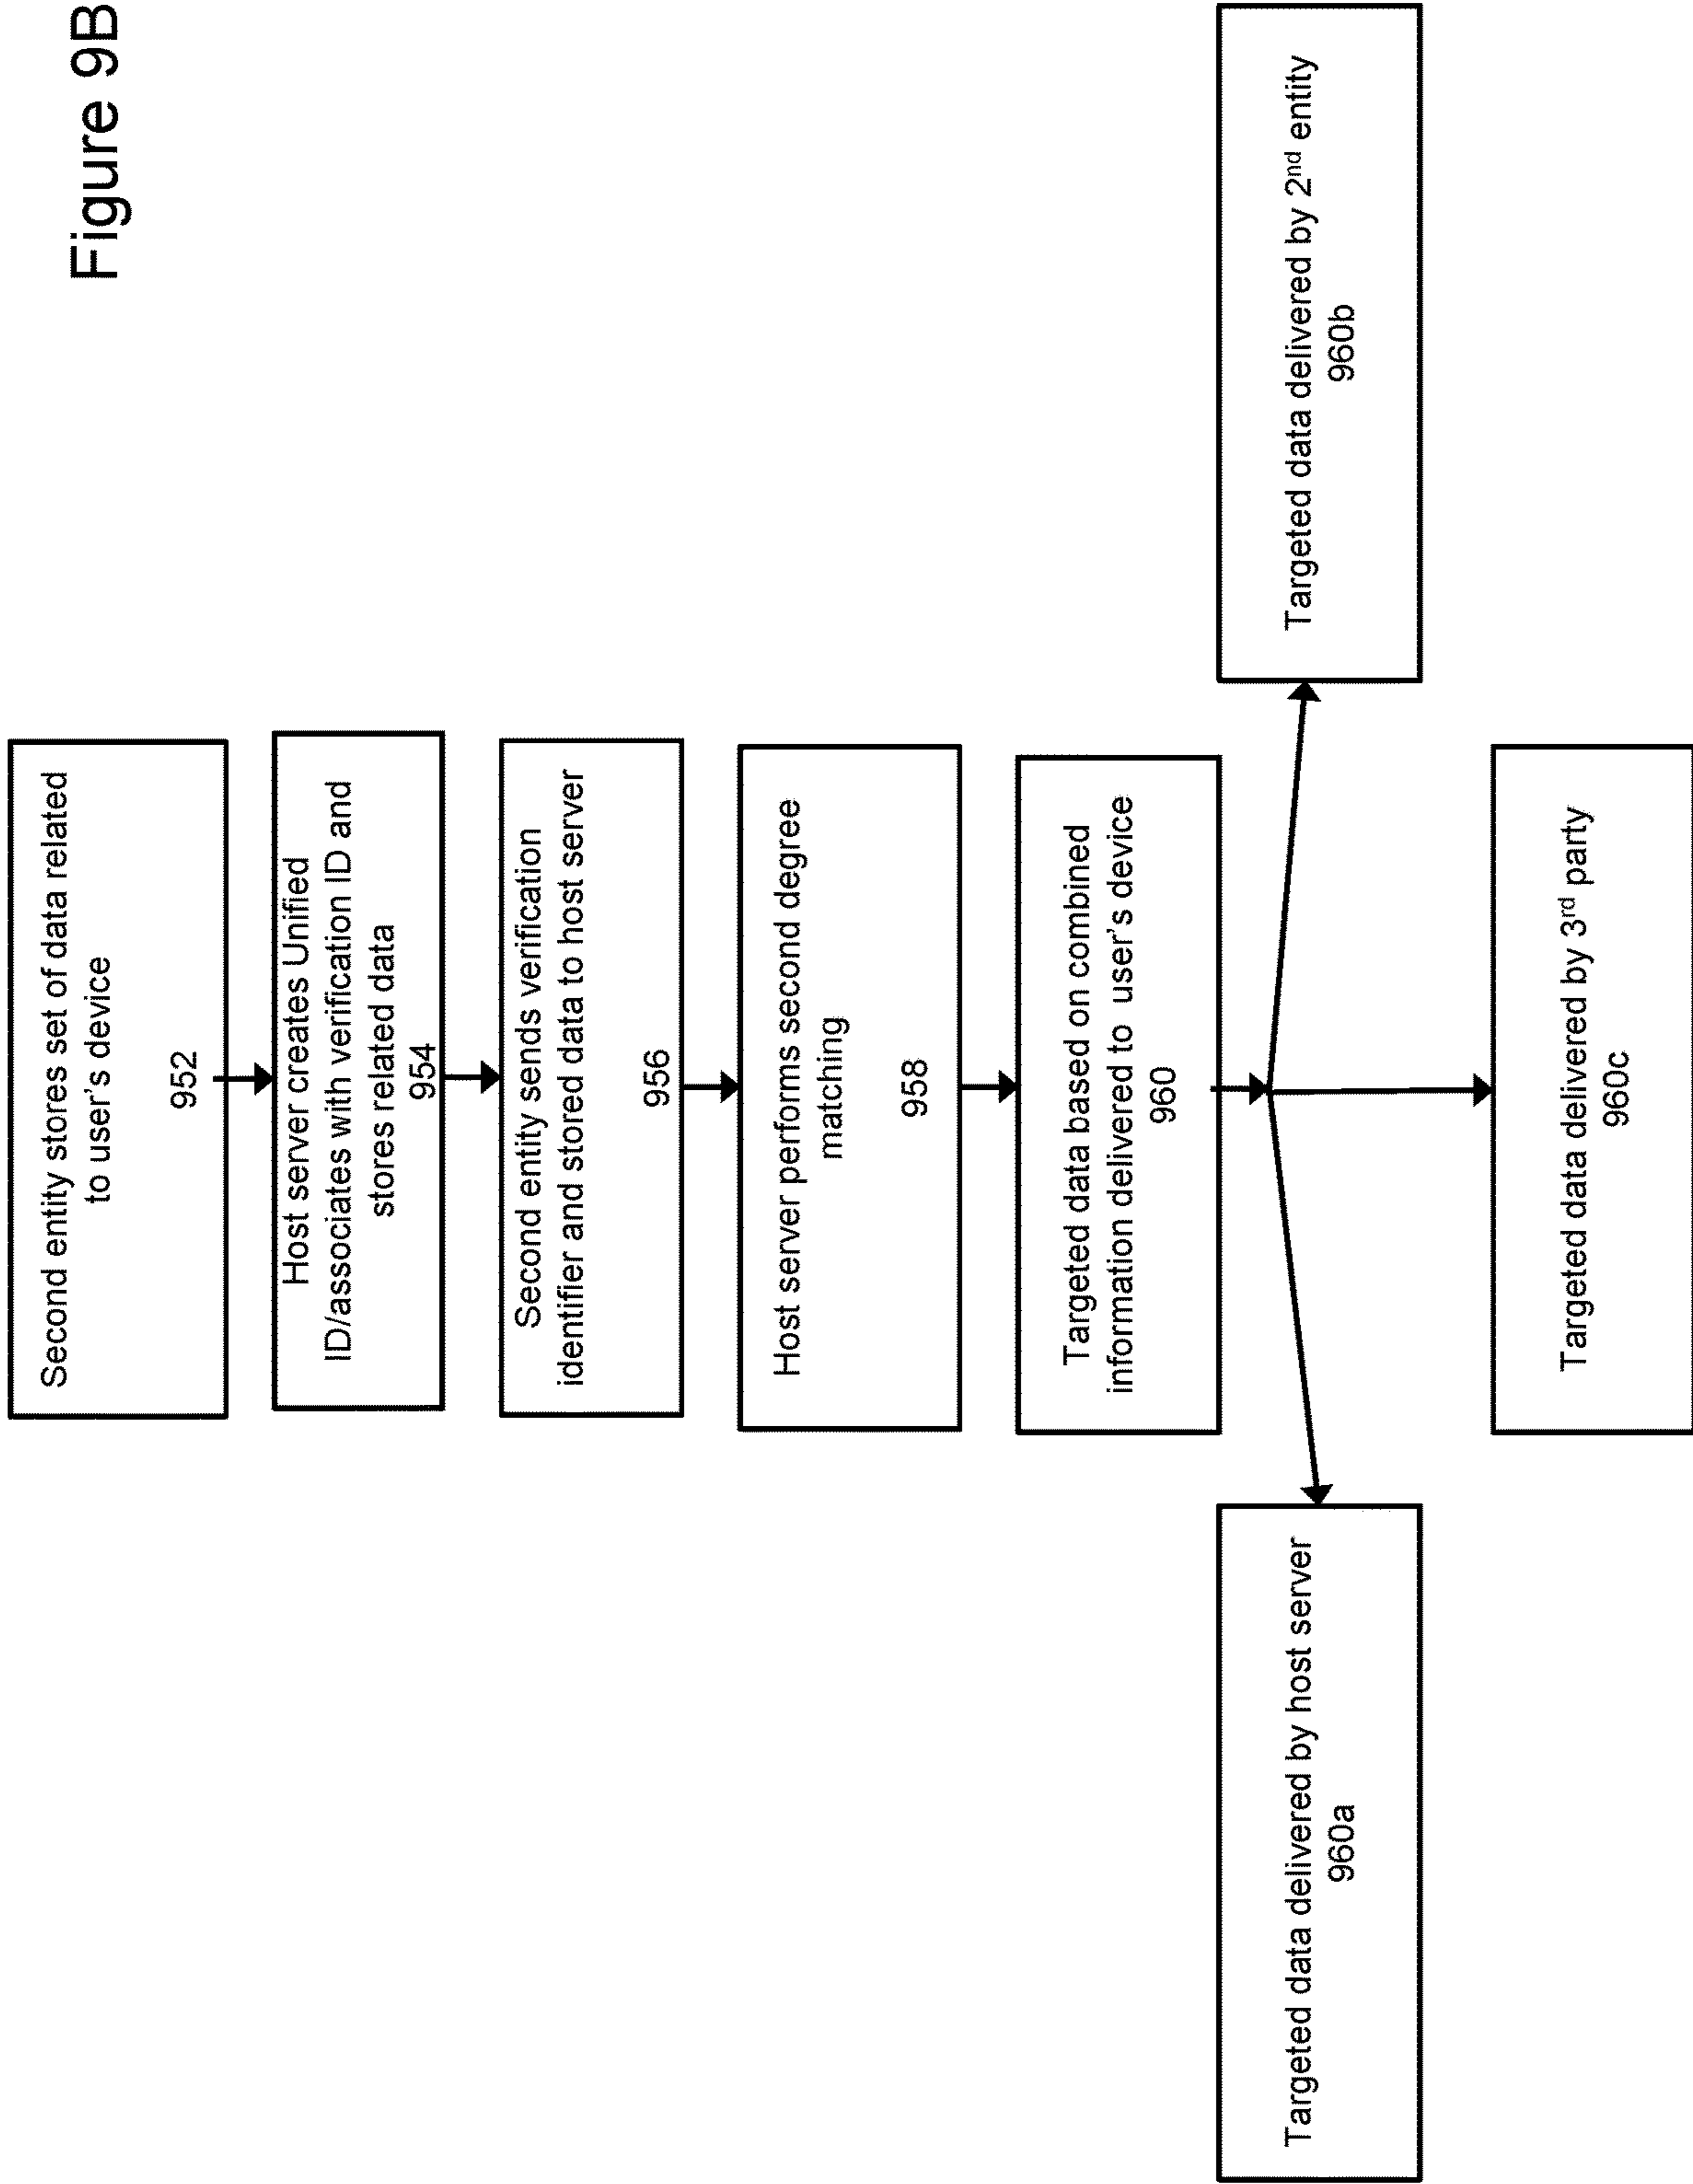 Figure 9B
Second entity stores set of data related
to user's device
952
Host server creates Unified
ID/associates with verification ID and
stores related data
954
Second entity sends verification
identifier and stored data to host server
956
Host server performs second degree
matching
958
Targeted data based on combined
information delivered to user's device
960
Targeted data delivered by host server
960a
Targeted data delivered by 2nd entity
960b
Targeted data delivered by 3rd party
960c